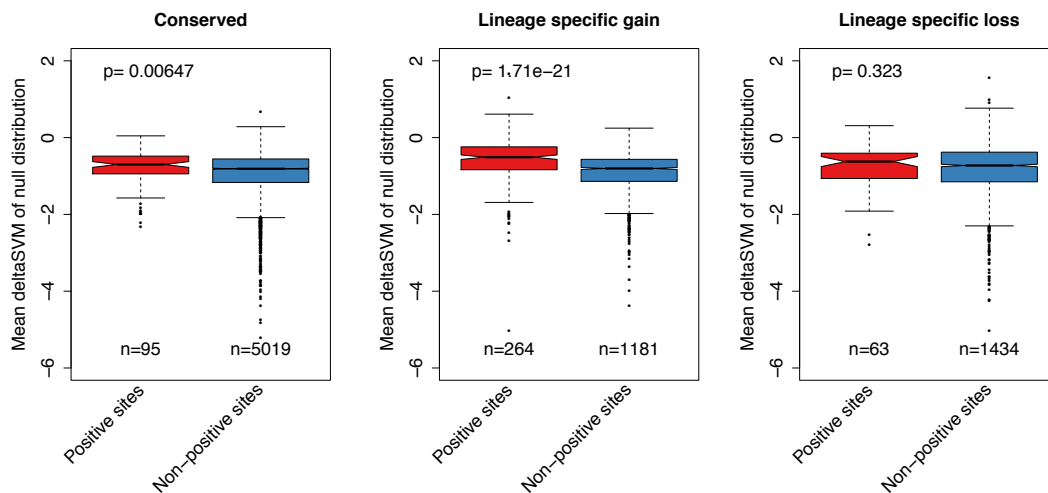 Conserved
Mean deltaSVM of null distribution
2
0
−2
−4
−6
p= 0.00647
n=95
n=5019
Positive sites
Non−positive sites
Lineage specific gain
Mean deltaSVM of null distribution
2
0
−2
−4
−6
p= 1.71e−21
n=264
n=1181
Positive sites
Non−positive sites
Lineage specific loss
Mean deltaSVM of null distribution
2
0
−2
−4
−6
p= 0.323
n=63
n=1434
Positive sites
Non−positive sites